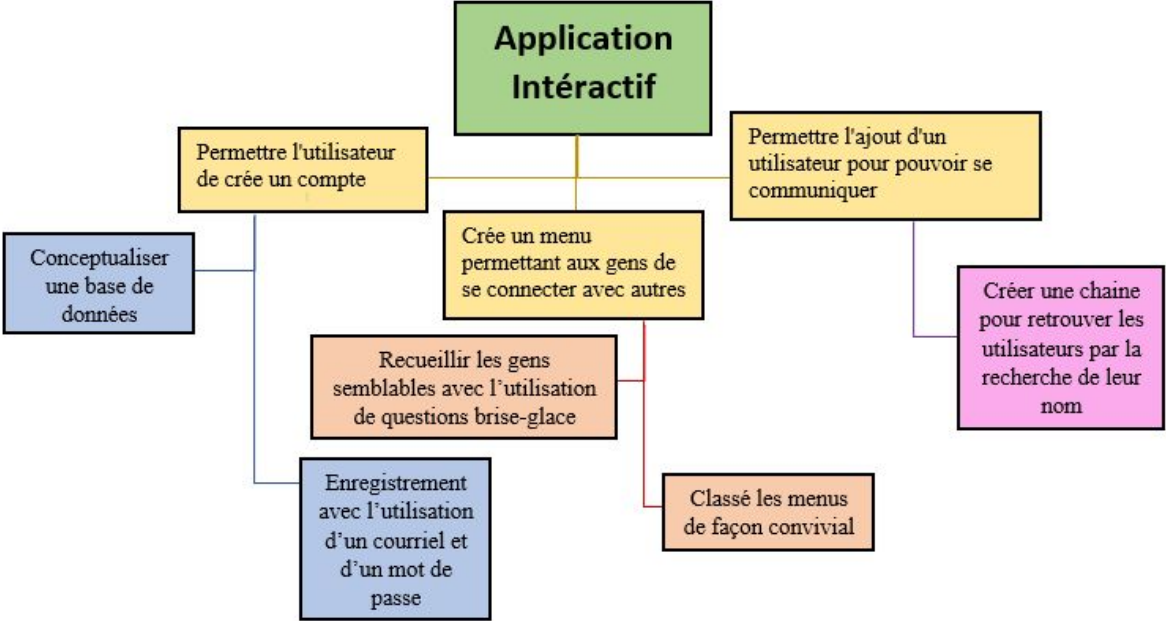 Application
Intéractif
Permettre l'utilisateur
de crée un compte
Permettre l'ajout d'un
utilisateur pour pouvoir se
communiquer
Crée un menu
permettant aux gens de
se connecter avec autres
Conceptualiser
une base de
données
Créer une chaine
pour retrouver les
utilisateurs par la
recherche de leur
nom
Recueillir les gens
semblables avec l’utilisation
de questions brise-glace
Enregistrement
avec l’utilisation
d’un courriel et
d’un mot de
passe
Classé les menus
de façon convivial